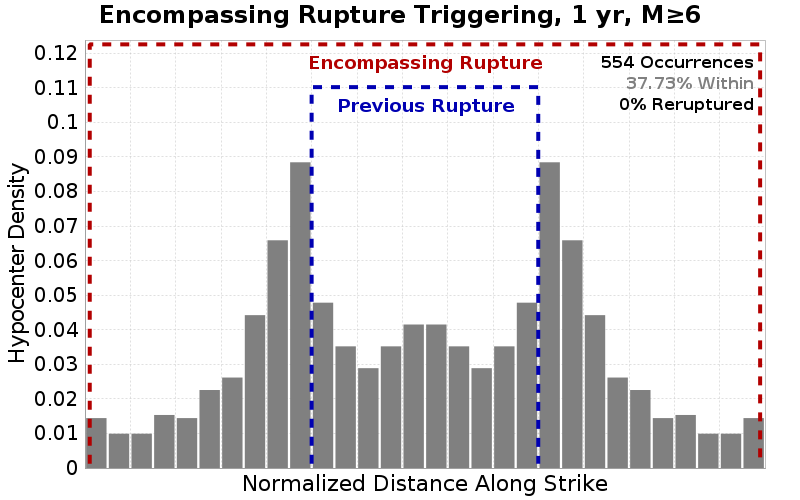 Encompassing Rupture Triggering, 1 yr, M≥6
0.12
0.11
0.1
0.09
0.08
0.07
0.06
0.05
0.04
0.03
0.02
0.01
0
Hypocenter Density
Encompassing Rupture
Previous Rupture
554 Occurrences
37.73% Within
0% Reruptured
Normalized Distance Along Strike